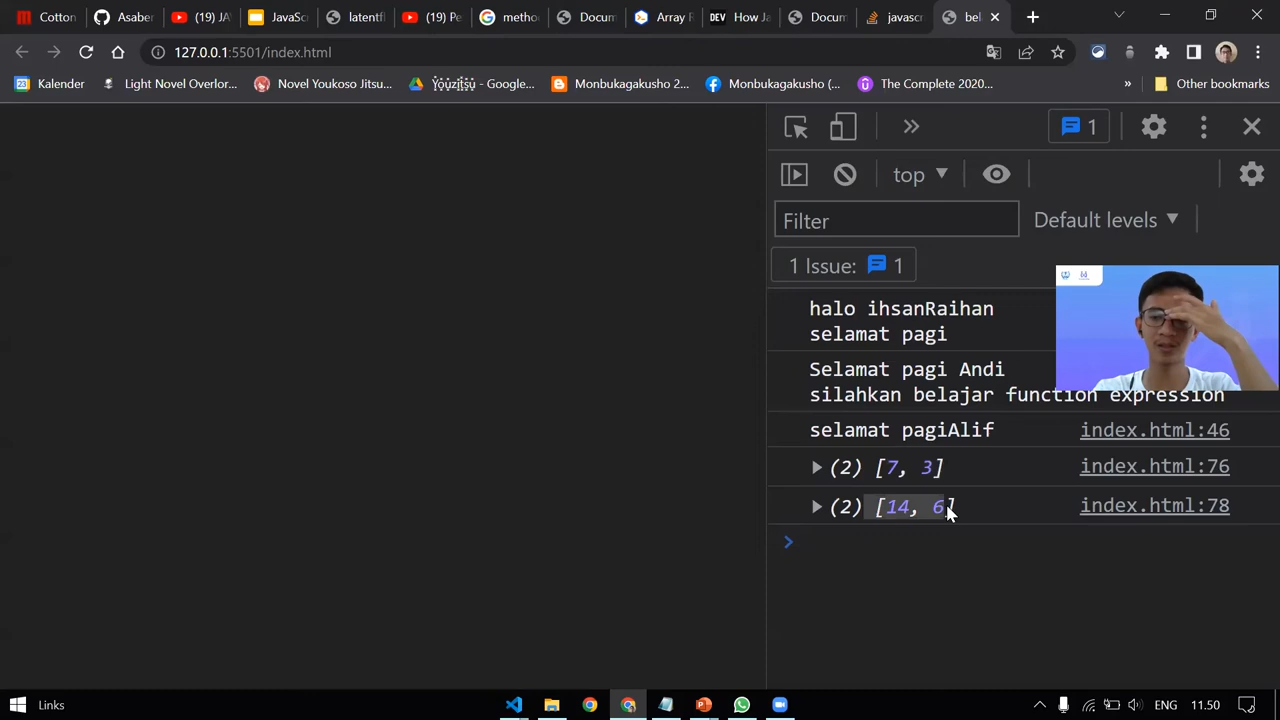 Cotton
Asaber
(19) JA
JavaSc
latentfl
(19) Pe
metho
Docum
Array R
DEV
How Ja
Docum
javascr
bel
127.0.0.1:5501/index.html
Kalender
Light Novel Overlor...
Novel Youkoso Jitsu...
Monbukagakusho 2...
Monbukagakusho (...
The Complete 2020...
»
Other bookmarks
1
top
Filter
Default levels
1 Issue: 1
halo ihsanRaihan
selamat pagi
Selamat pagi Andi
silahkan belajar function expression
selamat pagiAlif
index.html:46
(2) [7, 3]
index.html:76
(2) [14, 6]
index.html:78
Links
ENG
11.50